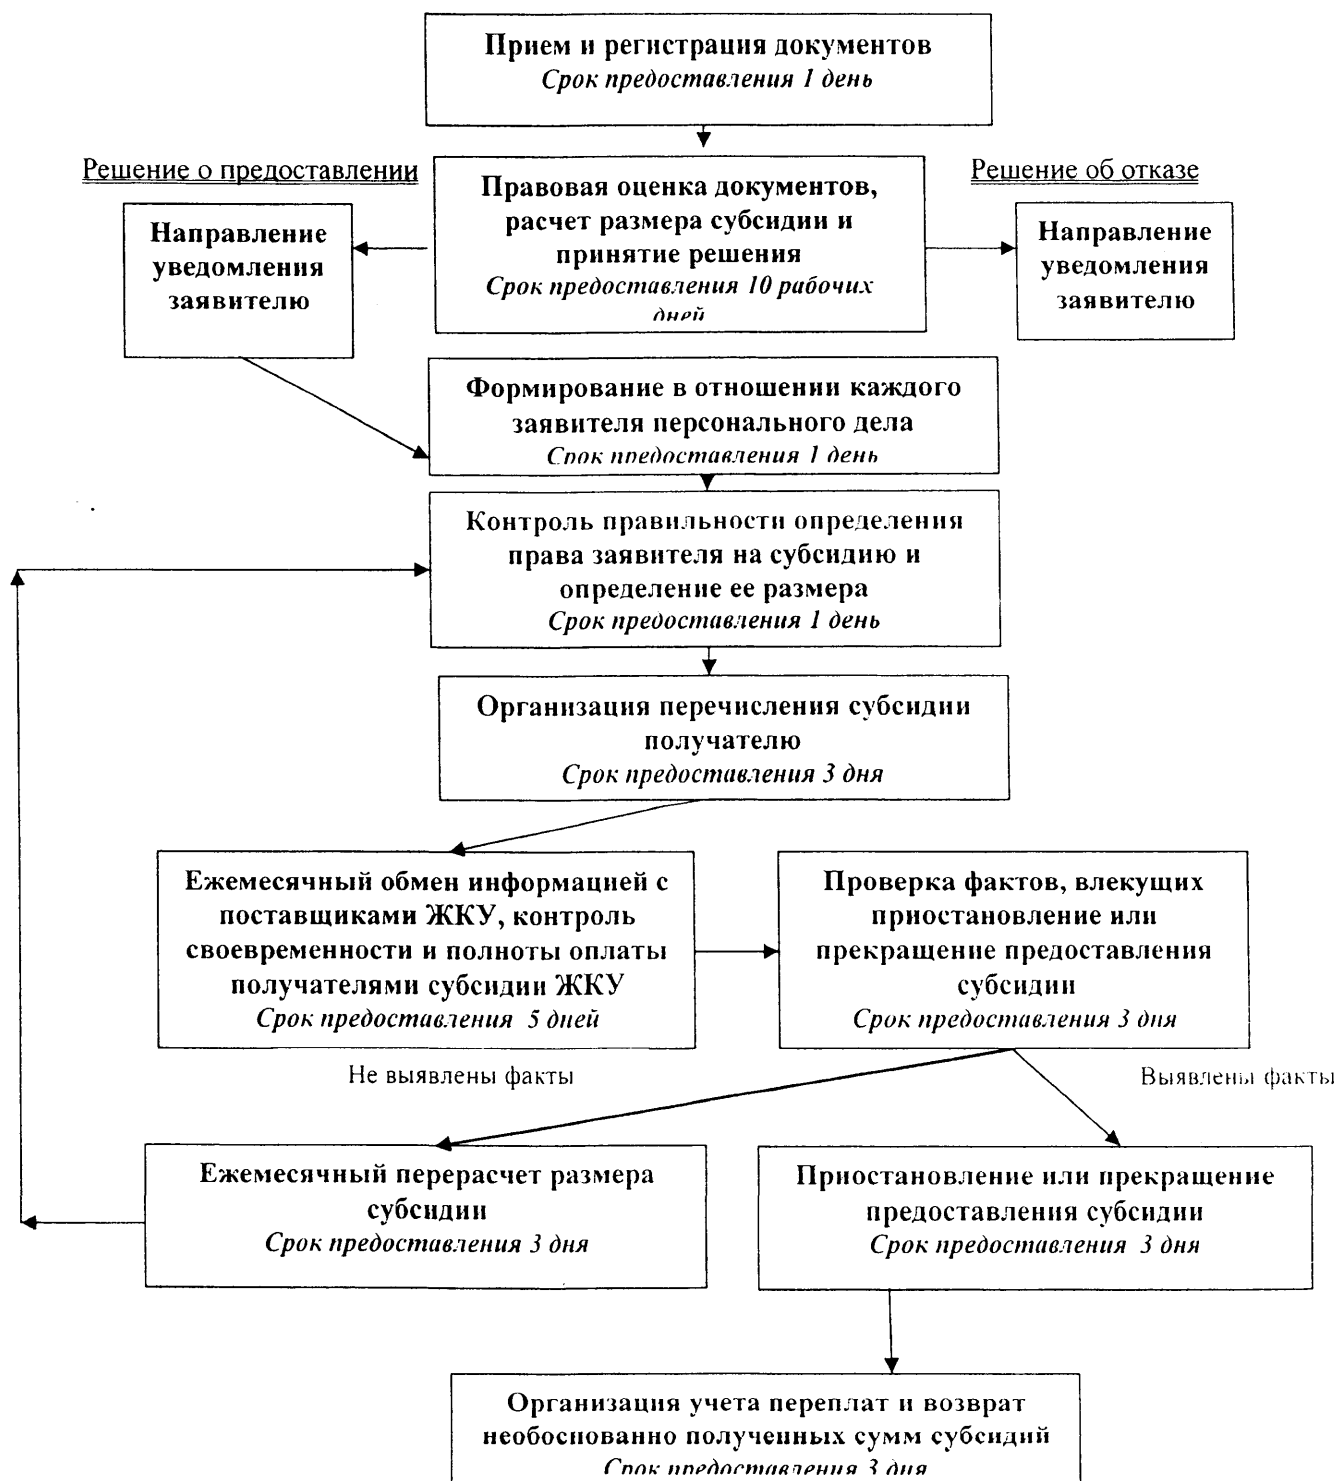 Прием и регистрация документов
Срок предоставления 1 день
Решение о предоставлении
Правовая оценка документов,
расчет размера субсидии и
принятие решения
Срок предоставления 10 рабочих
дней
Решение об отказе
Направление
уведомления
заявителю
Направление
уведомления
заявителю
Формирование в отношении каждого
заявителя персонального дела
Срок предоставления 1 день
Контроль правильности определения
права заявителя на субсидию и
определение ее размера
Срок предоставления 1 день
Организация перечисления субсидии
получателю
Срок предоставления 3 дня
Ежемесячный обмен информацией с
поставщиками ЖКУ, контроль
своевременности и полноты оплаты
получателями субсидии ЖКУ
Срок предоставления 5 дней
Проверка фактов, влекущих
приостановление или
прекращение предоставления
субсидии
Срок предоставления 3 дня
Не выявлены факты
Выявлены факты
Ежемесячный перерасчет размера
субсидии
Срок предоставления 3 дня
Приостановление или прекращение
предоставления субсидии
Срок предоставления 3 дня
Организация учета переплат и возврат
необоснованно полученных сумм субсидий
Срок предоставления 3 дня